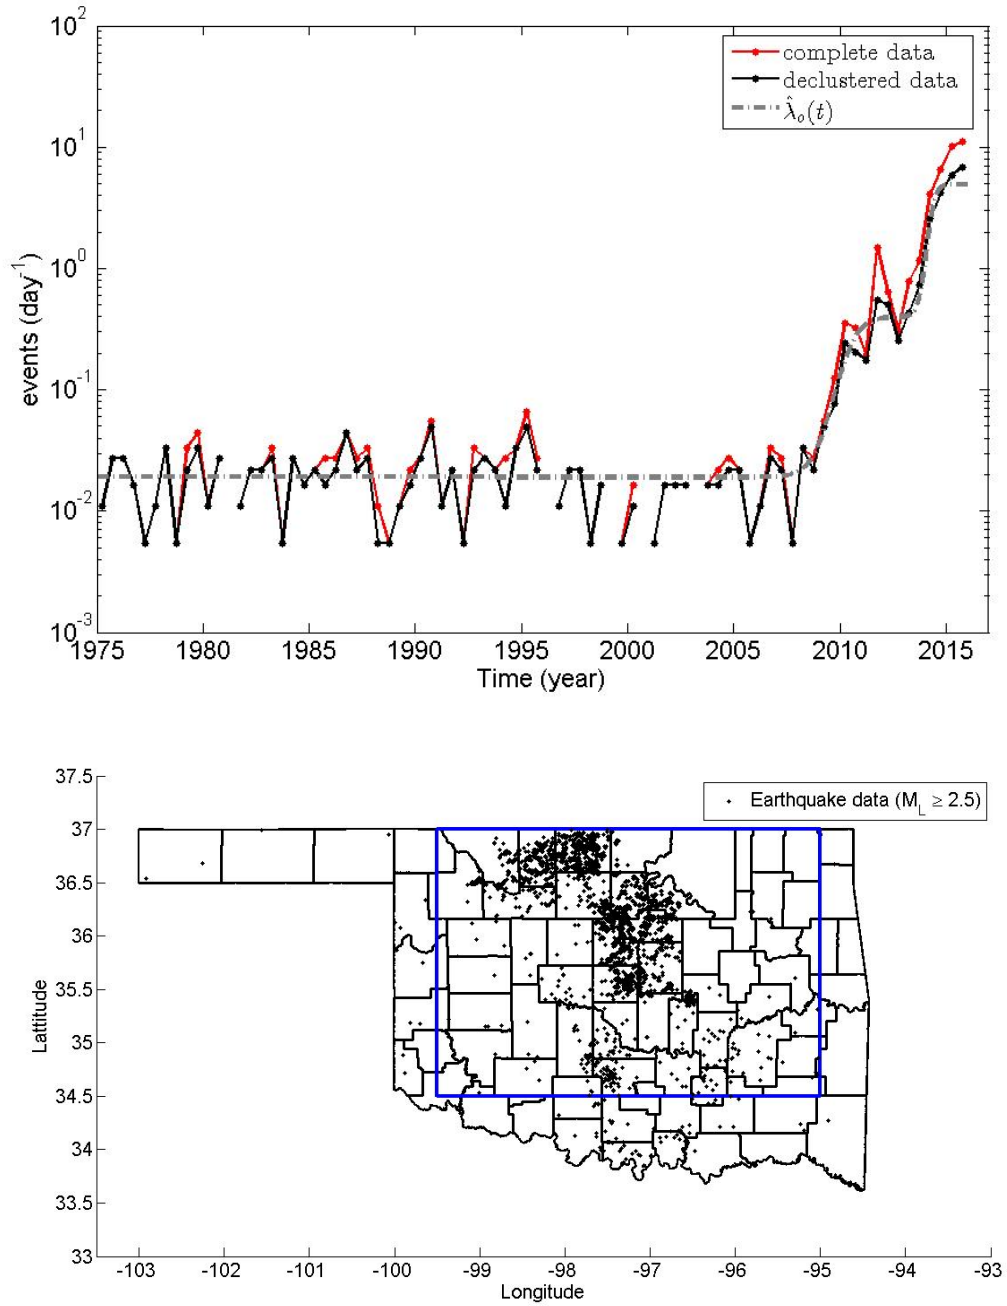 10^2
10^1
10^0
10^-1
10^-2
10^-3
events (day^-1)
complete data
declustered data
λ̂_o(t)
1975 1980 1985 1990 1995 2000 2005 2010 2015
Time (year)
37.5
37
36.5
36
35.5
35
34.5
34
33.5
33
Lattitude
Earthquake data (M_L ≥ 2.5)
-103 -102 -101 -100 -99 -98 -97 -96 -95 -94 -93
Longitude